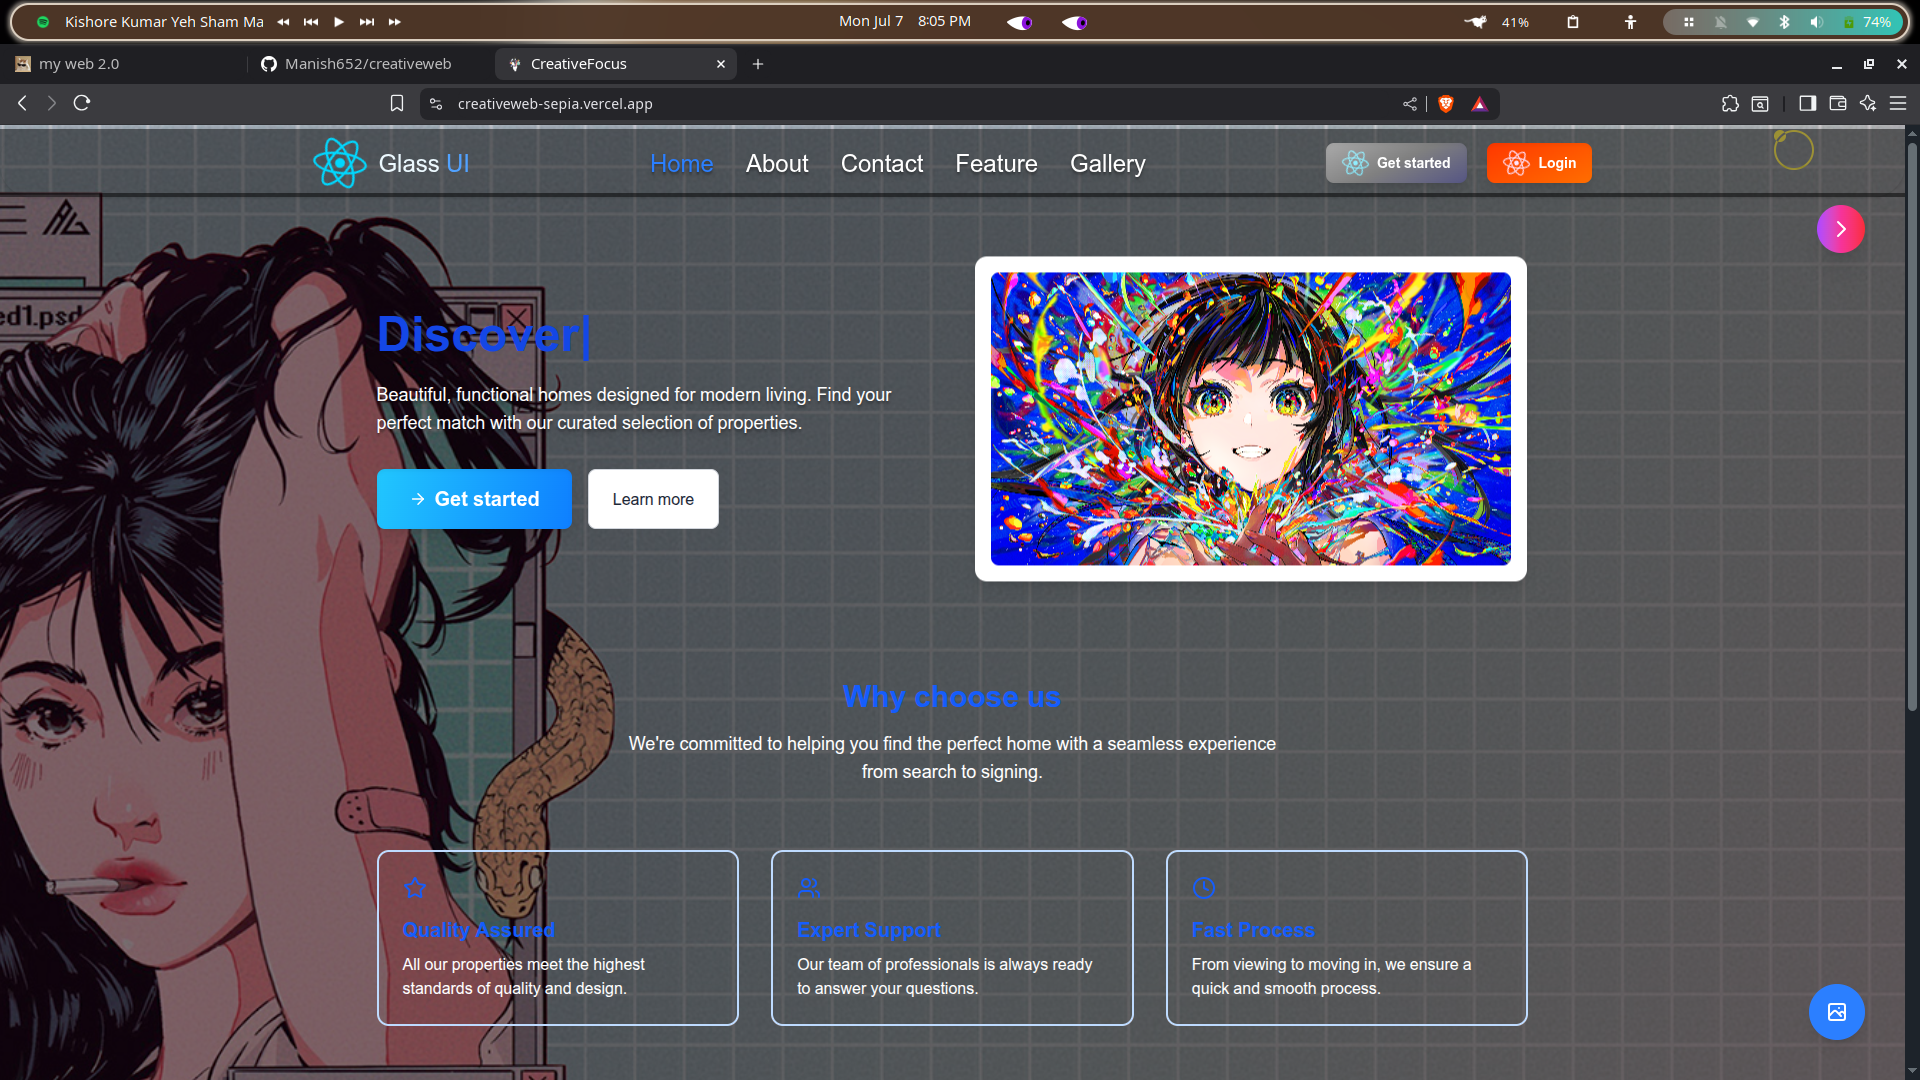 Kishore Kumar Yeh Sham Ma
Mon Jul 7 8:05 PM
41%
74%
my web 2.0
Manish652/creativeweb
CreativeFocus
creativeweb-sepia.vercel.app
Glass UI
Home About Contact Feature Gallery
Get started
Login
ed1.psd
Discover|
Beautiful, functional homes designed for modern living. Find your
perfect match with our curated selection of properties.
Get started
Learn more
Why choose us
We're committed to helping you find the perfect home with a seamless experience
from search to signing.
Quality Assured
All our properties meet the highest
standards of quality and design.
Expert Support
Our team of professionals is always ready
to answer your questions.
Fast Process
From viewing to moving in, we ensure a
quick and smooth process.